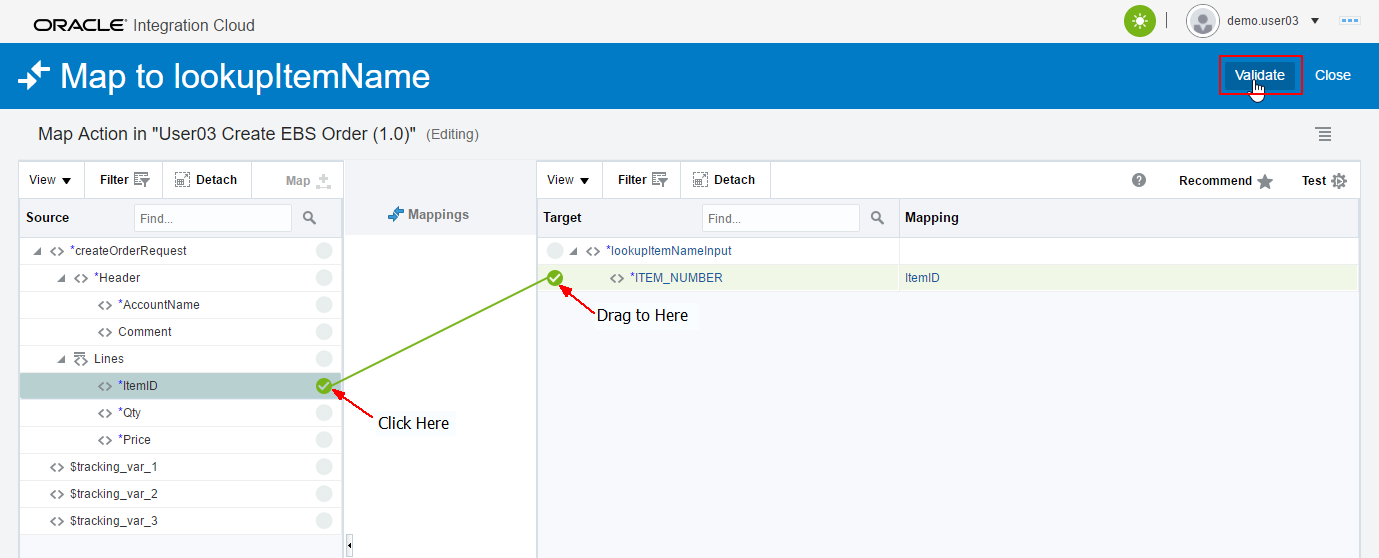 ORACLE Integration Cloud
demo.user03
Map to lookupItemName
Validate
Close
Map Action in "User03 Create EBS Order (1.0)" (Editing)
View Filter Detach Map
Mappings
View Filter Detach
Recommend Test
Source Find...
Target Find... Mapping
*createOrderRequest
*lookupItemNameInput
*Header
*ITEM_NUMBER ItemID
*AccountName
Drag to Here
Comment
Lines
*ItemID
*Qty
Click Here
*Price
$tracking_var_1
$tracking_var_2
$tracking_var_3